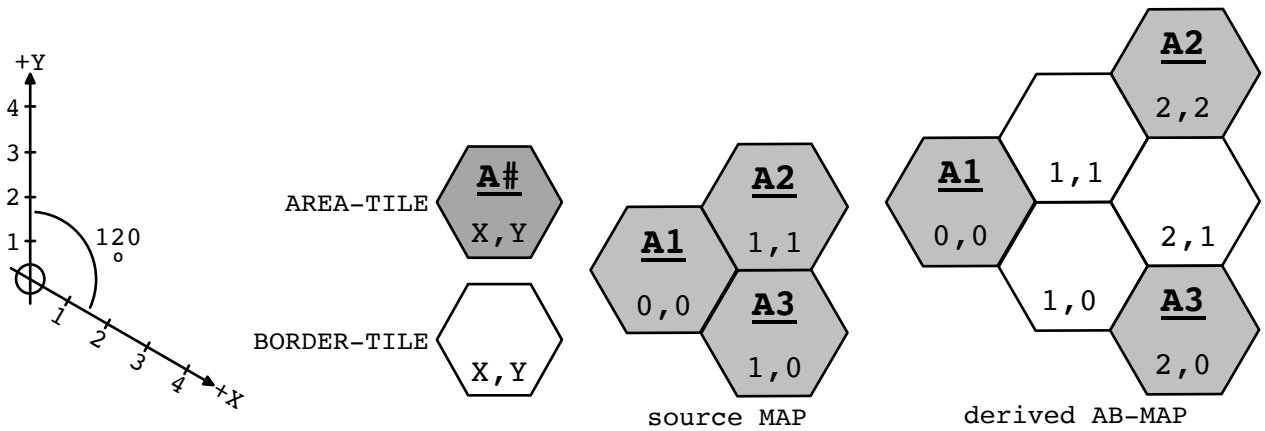 +Y
4
3
2
1
120
o
1
2
3
4
+X
AREA-TILE
A#
X,Y
BORDER-TILE
X,Y
A1
0,0
A2
1,1
A3
1,0
source MAP
A1
0,0
1,1
A2
2,2
2,1
1,0
A3
2,0
derived AB-MAP